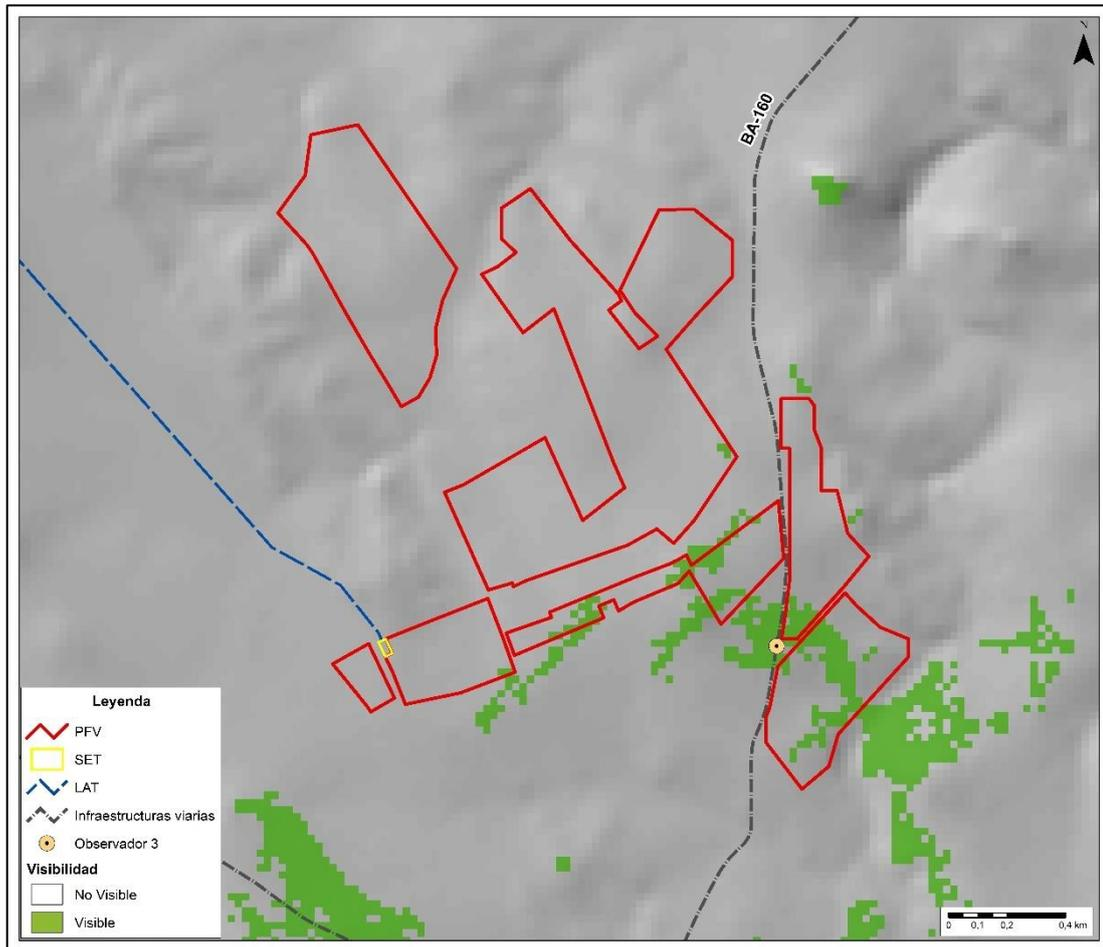 N
BA-160
Leyenda
PFV
SET
LAT
Infraestructuras viarias
Observador 3
Visibilidad
No Visible
Visible
0 0,1 0,2 0,4 km